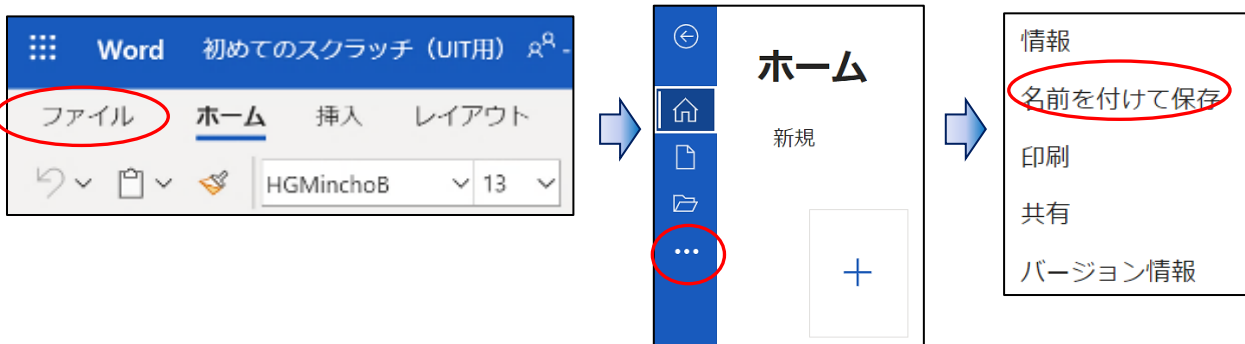 Word 初めてのスクラッチ（UIT用）
ファイル ホーム 挿入 レイアウト
HGMinchoB 13
ホーム
新規
情報
名前を付けて保存
印刷
共有
バージョン情報